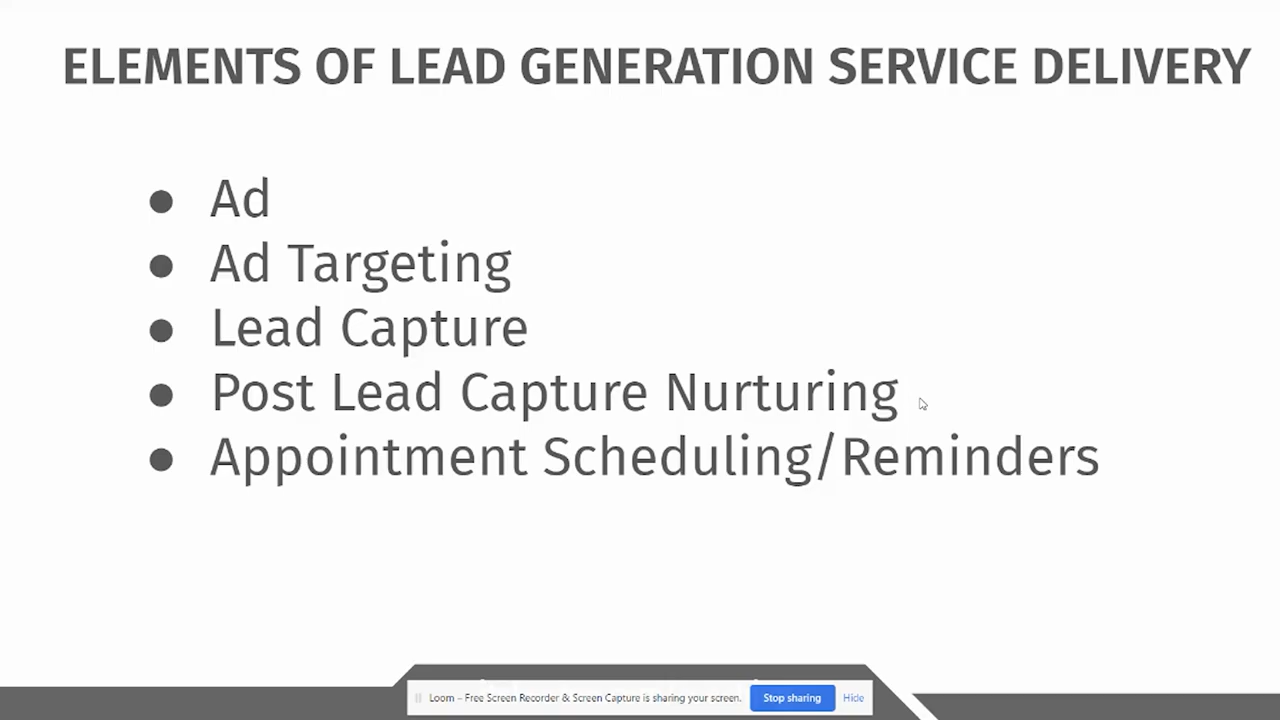 ELEMENTS OF LEAD GENERATION SERVICE DELIVERY
● Ad
● Ad Targeting
● Lead Capture
● Post Lead Capture Nurturing
● Appointment Scheduling/Reminders
Loom – Free Screen Recorder & Screen Capture is sharing your screen. Stop sharing Hide